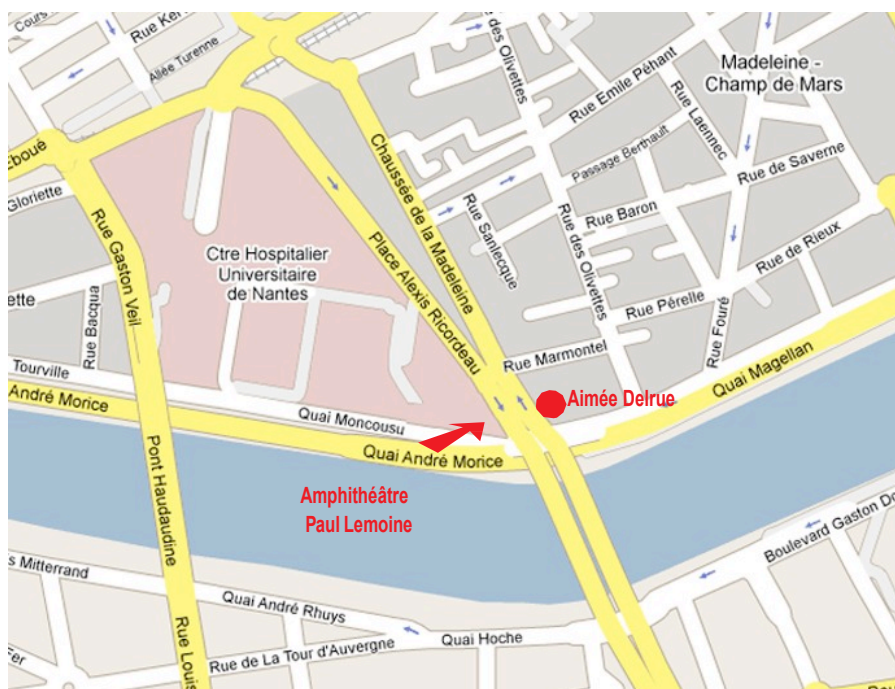 Cours
Rue Ker
Allée Turenne
Rue des Olivettes
Rue Emile Péhant
Madeleine -
Champ de Mars
Rue Laennec
Chaussée de la Madeleine
Passage Berthault
Rue de Saverne
Eboué
Gloriette
Rue Gaston Veil
Place Alexis Ricordeau
Rue Sanlecque
Rue Baron
Rue des Olivettes
Rue de Rieux
Ctre Hospitalier
Universitaire
de Nantes
ette
Rue Bacqua
Rue Pérelle
Rue Fouré
Rue Marmontel
Quai Magellan
Tourville
André Morice
Aimée Delrue
Quai Moncousu
Quai André Morice
Pont Haudaudine
Amphithéâtre
Paul Lemoine
Boulevard Gaston Do
s Mitterrand
Quai André Rhuys
Quai Hoche
Rue de La Tour d'Auvergne
Rue Louis
Fer